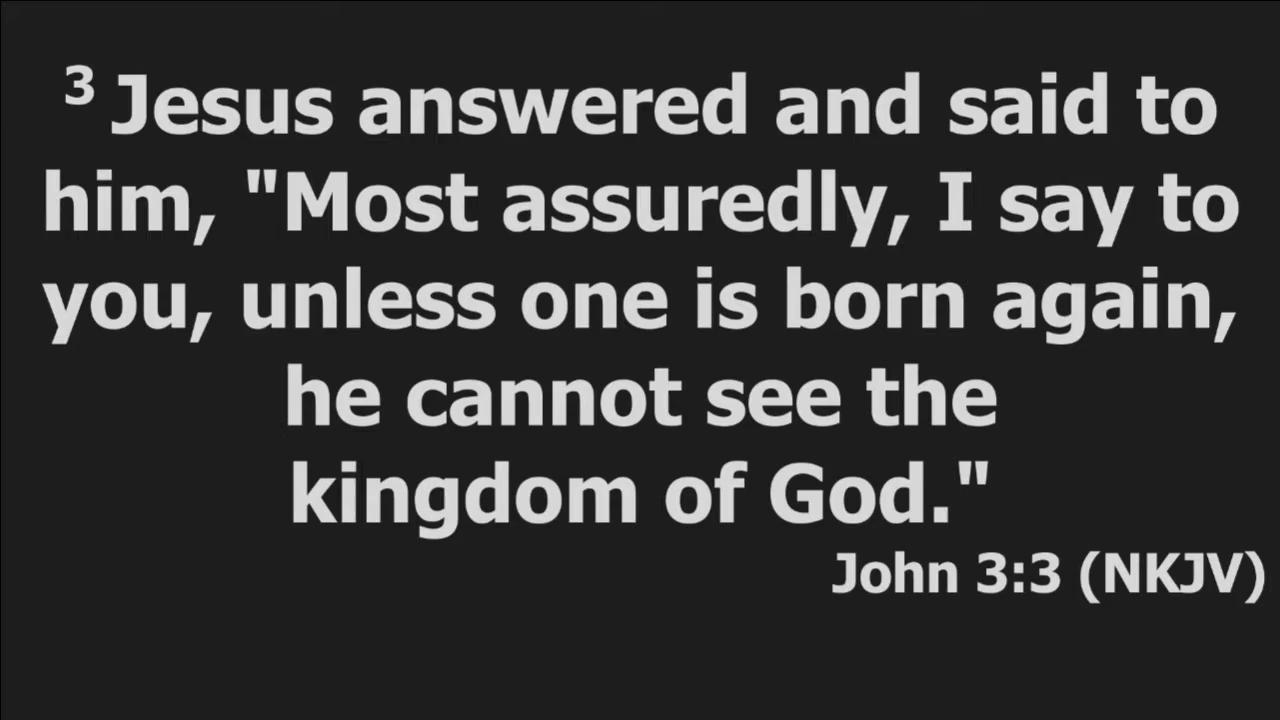 3 Jesus answered and said to
him, "Most assuredly, I say to
you, unless one is born again,
he cannot see the
kingdom of God."
John 3:3 (NKJV)